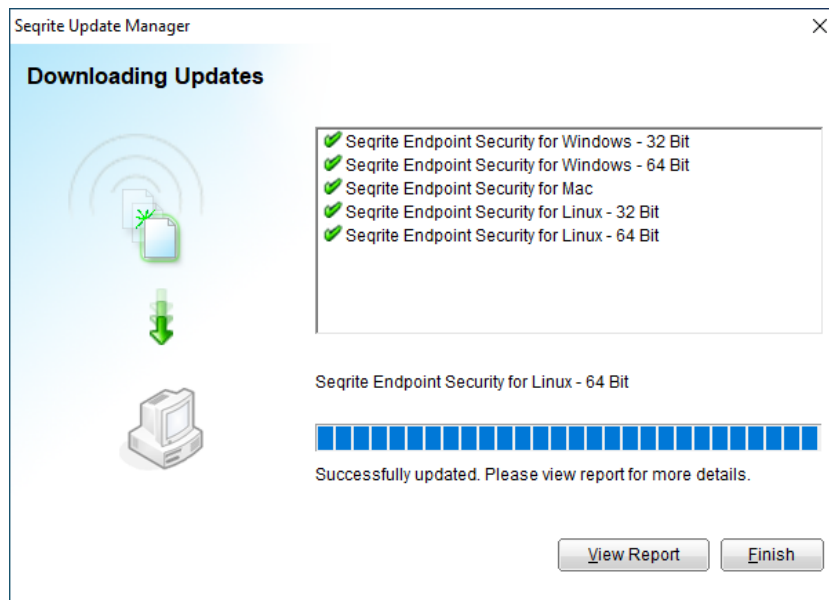 Seqrite Update Manager
Downloading Updates
Seqrite Endpoint Security for Windows - 32 Bit
Seqrite Endpoint Security for Windows - 64 Bit
Seqrite Endpoint Security for Mac
Seqrite Endpoint Security for Linux - 32 Bit
Seqrite Endpoint Security for Linux - 64 Bit
Seqrite Endpoint Security for Linux - 64 Bit
Successfully updated. Please view report for more details.
View Report
Finish